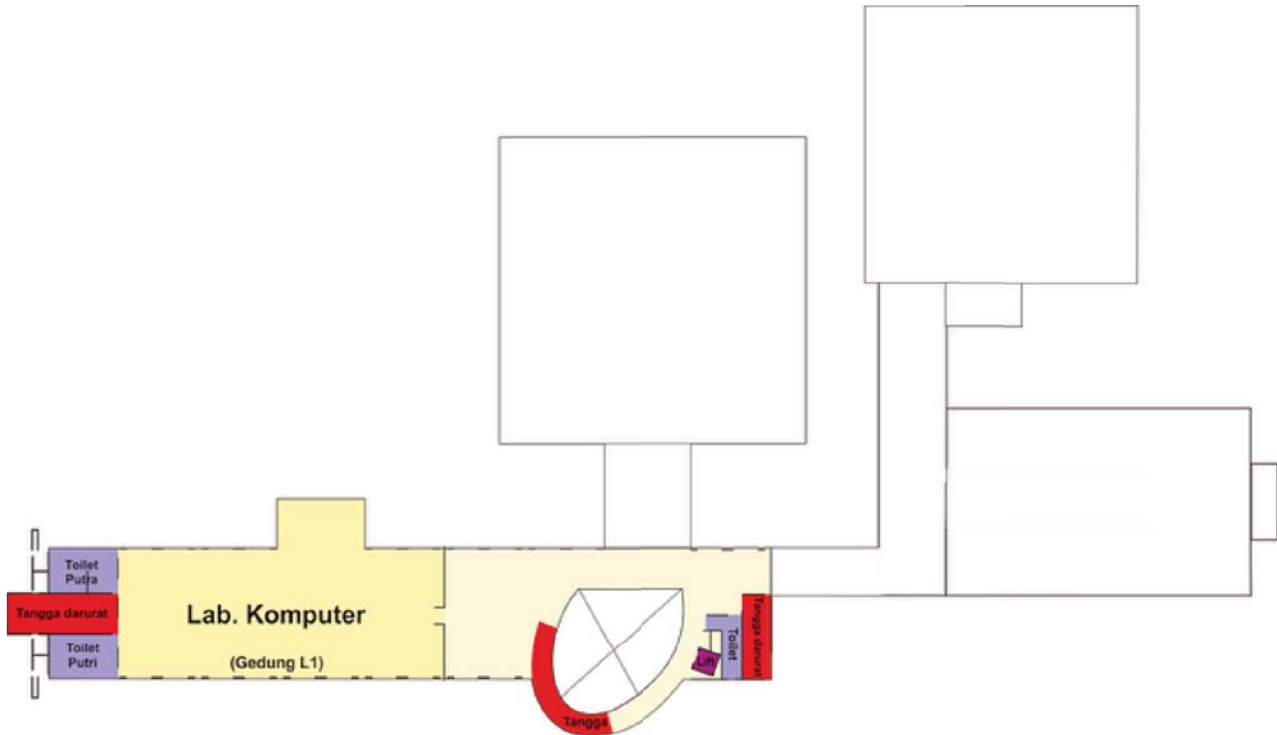 Toilet
Putra
Tangga darurat
Toilet
Putri
Lab. Komputer
(Gedung L1)
Tangga
Lift
Toilet
Tangga darurat